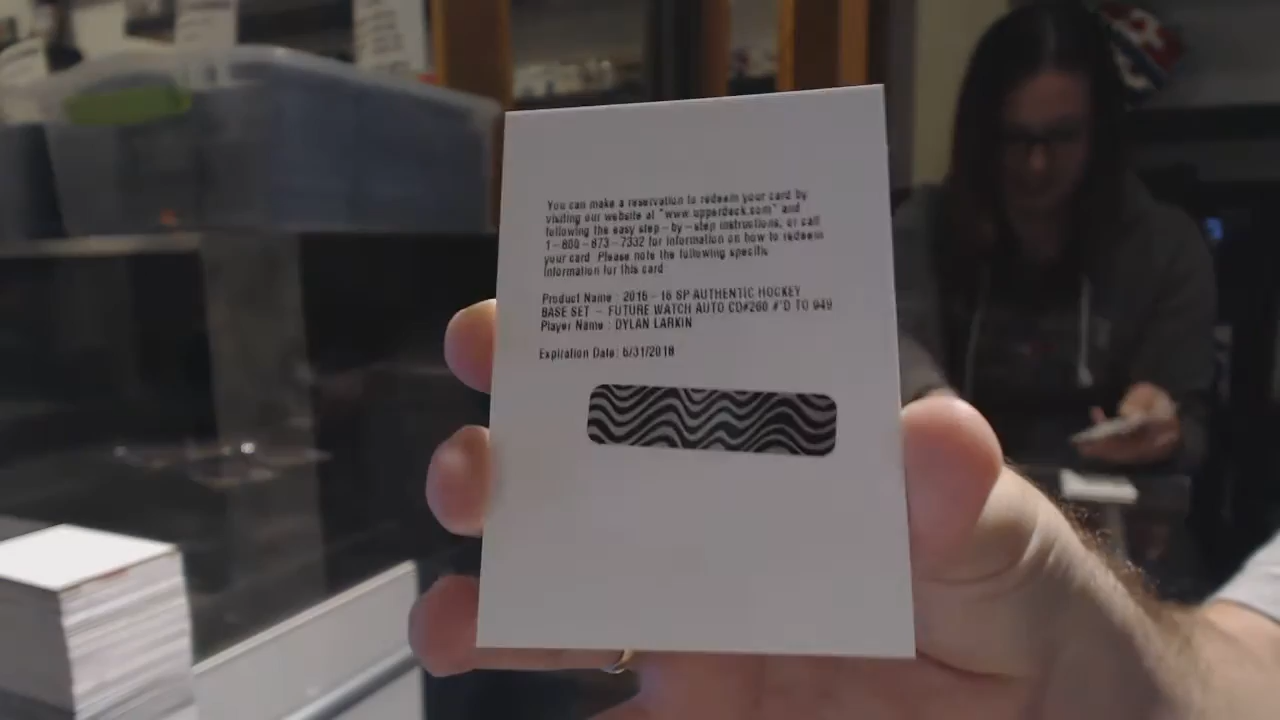 You can make a reservation to redeem your card by
visiting our website at "www.upperdeck.com" and
following the easy step-by-step instructions, or call
1-800-873-7332 for information on how to redeem
your card. Please note the following specific
information for this card:
Product Name : 2015-16 SP AUTHENTIC HOCKEY
BASE SET - FUTURE WATCH AUTO CD#260 #'D TO 949
Player Name : DYLAN LARKIN
Expiration Date: 5/31/2018